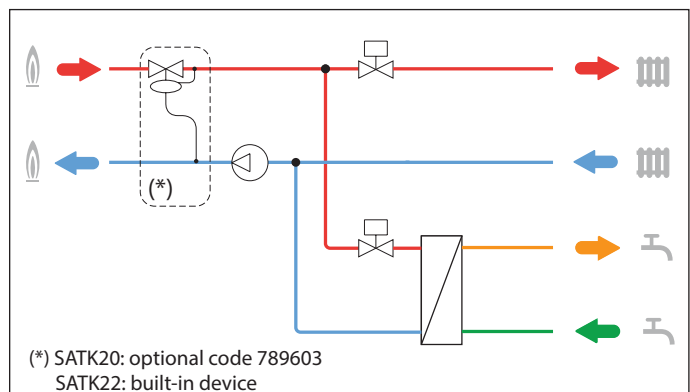 (*)
(*) SATK20: optional code 789603
SATK22: built-in device